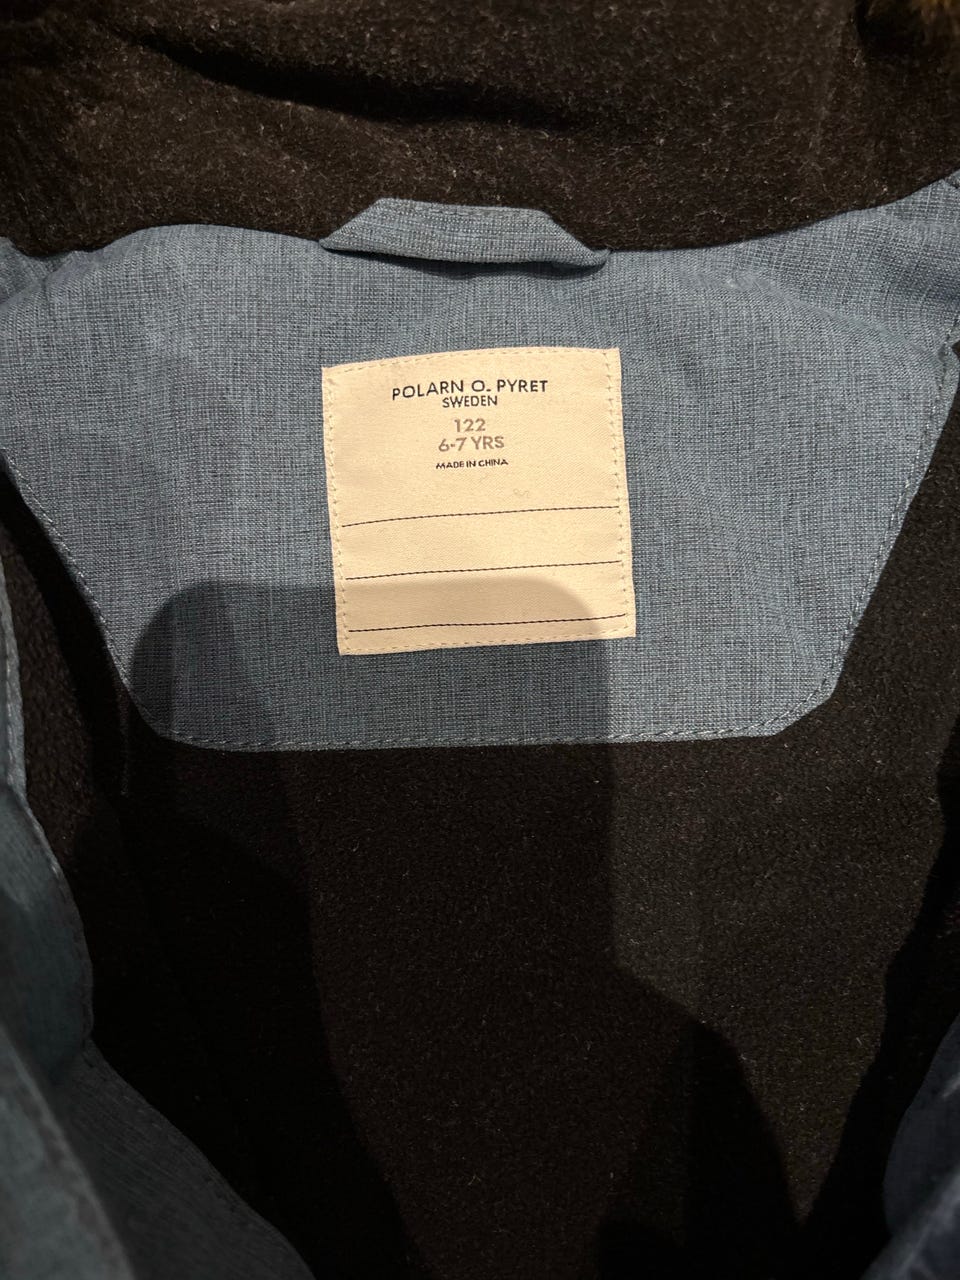 POLARN O. PYRET
SWEDEN
122
6-7 YRS
MADE IN CHINA